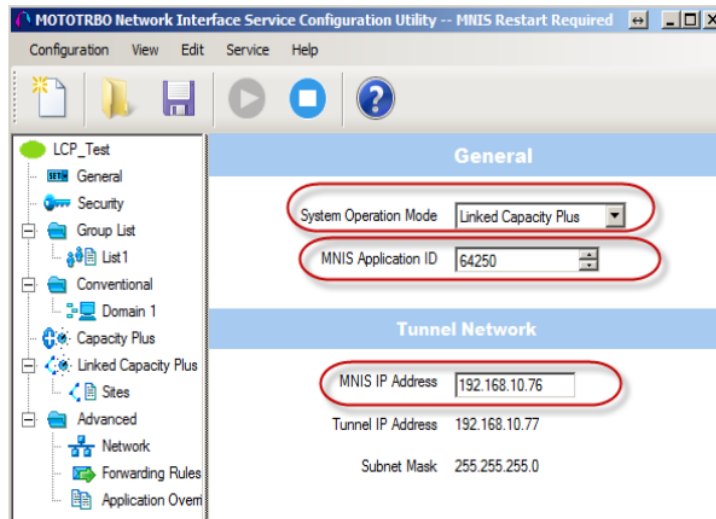 MOTOTRBO Network Interface Service Configuration Utility -- MNIS Restart Required
Configuration View Edit Service Help
LCP_Test
General
Security
Group List
List1
Conventional
Domain 1
Capacity Plus
Linked Capacity Plus
Sites
Advanced
Network
Forwarding Rules
Application Overri
General
System Operation Mode Linked Capacity Plus
MNIS Application ID 64250
Tunnel Network
MNIS IP Address 192.168.10.76
Tunnel IP Address 192.168.10.77
Subnet Mask 255.255.255.0